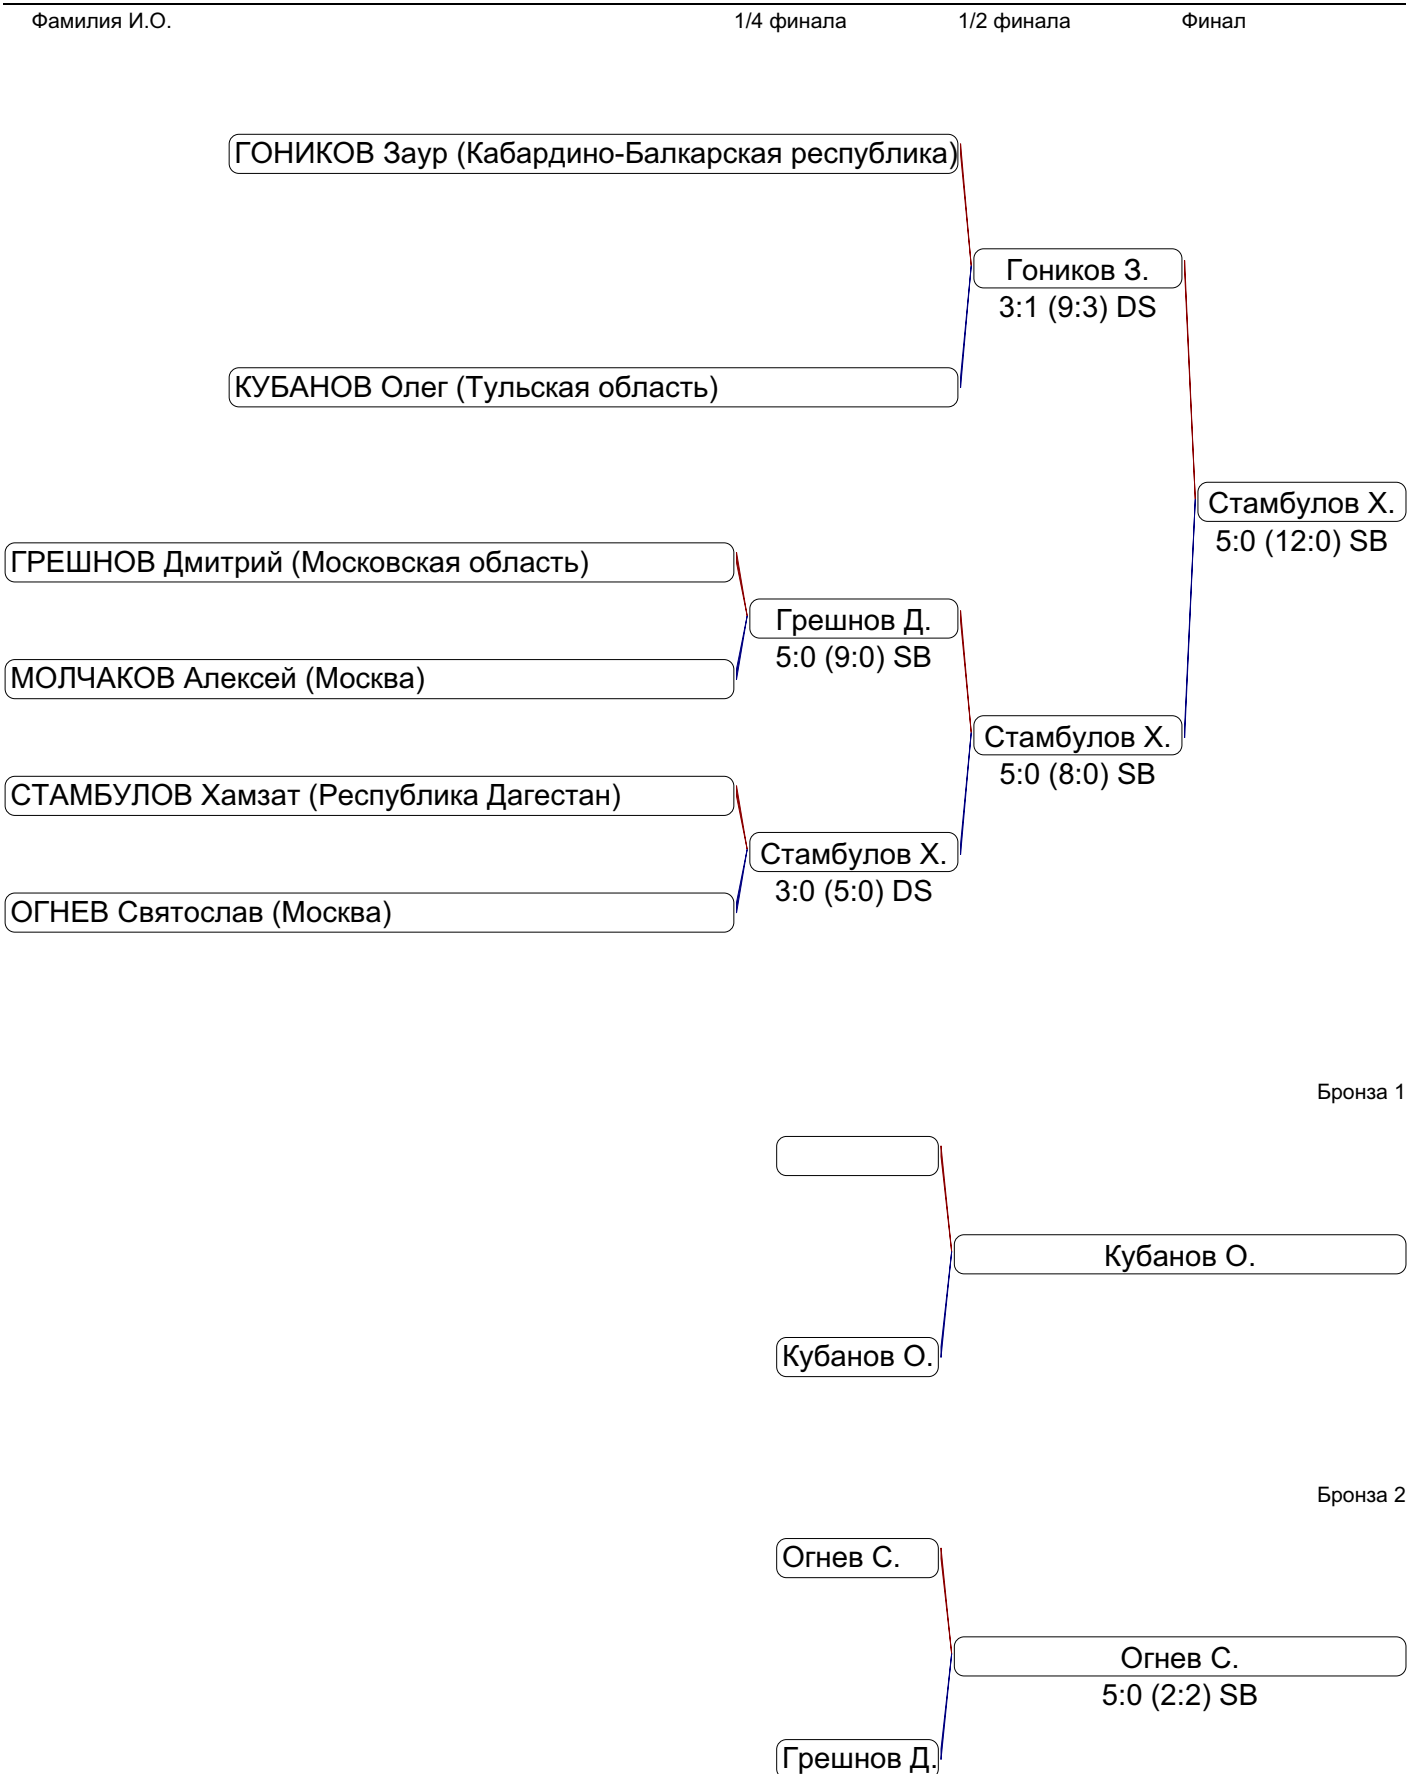 Фамилия И.О. 1/4 финала 1/2 финала Финал
ГОНИКОВ Заур (Кабардино-Балкарская республика)
Гоников З.
3:1 (9:3) DS
КУБАНОВ Олег (Тульская область)
Стамбулов Х.
5:0 (12:0) SB
ГРЕШНОВ Дмитрий (Московская область)
Грешнов Д.
5:0 (9:0) SB
МОЛЧАКОВ Алексей (Москва)
Стамбулов Х.
5:0 (8:0) SB
СТАМБУЛОВ Хамзат (Республика Дагестан)
Стамбулов Х.
3:0 (5:0) DS
ОГНЕВ Святослав (Москва)
Бронза 1
Кубанов О.
Кубанов О.
Бронза 2
Огнев С.
Огнев С.
5:0 (2:2) SB
Грешнов Д.